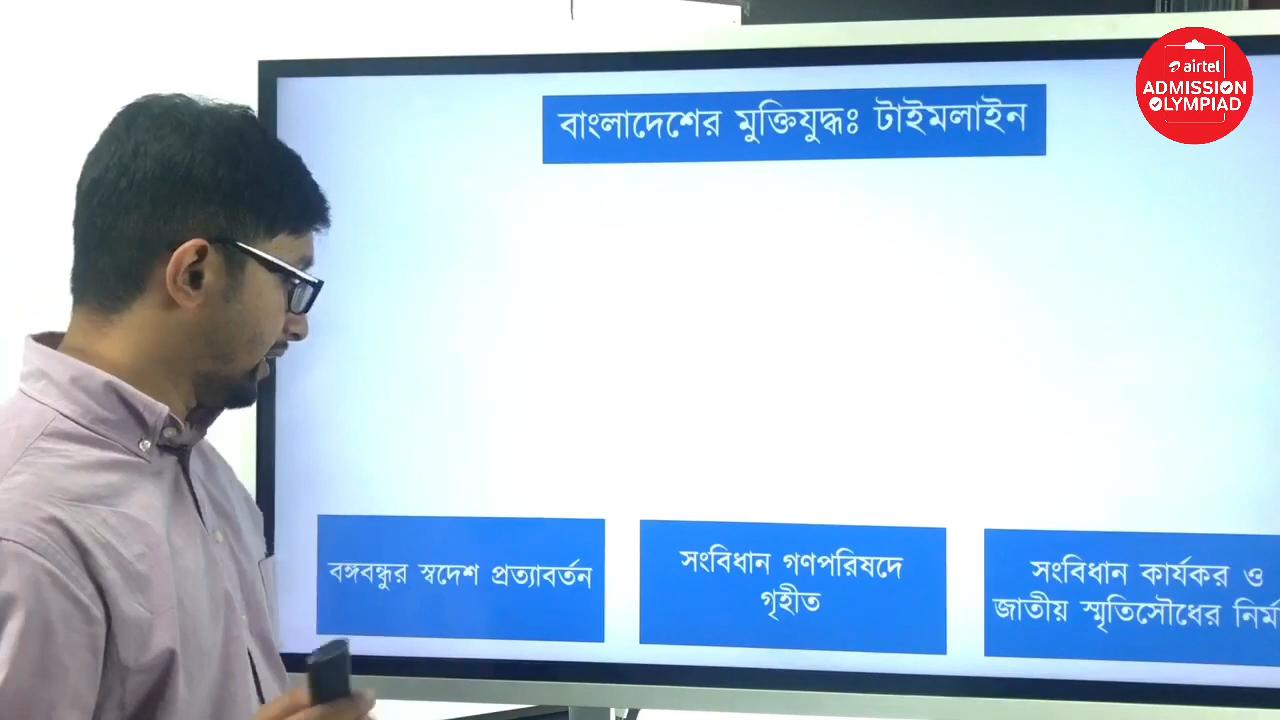 airtel
ADMISSION
OLYMPIAD
বাংলাদেশের মুক্তিযুদ্ধঃ টাইমলাইন
বঙ্গবন্ধুর স্বদেশ প্রত্যাবর্তন
সংবিধান গণপরিষদে
গৃহীত
সংবিধান কার্যকর ও
জাতীয় স্মৃতিসৌধের